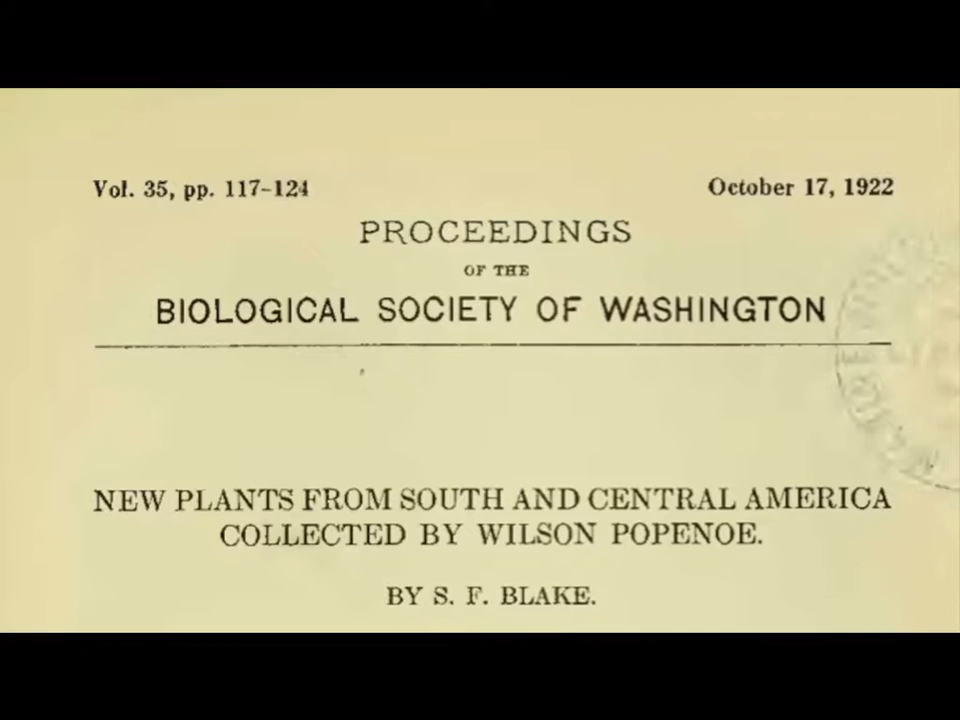 Vol. 35, pp. 117–124 October 17, 1922
PROCEEDINGS
OF THE
BIOLOGICAL SOCIETY OF WASHINGTON
NEW PLANTS FROM SOUTH AND CENTRAL AMERICA
COLLECTED BY WILSON POPENOE.
BY S. F. BLAKE.